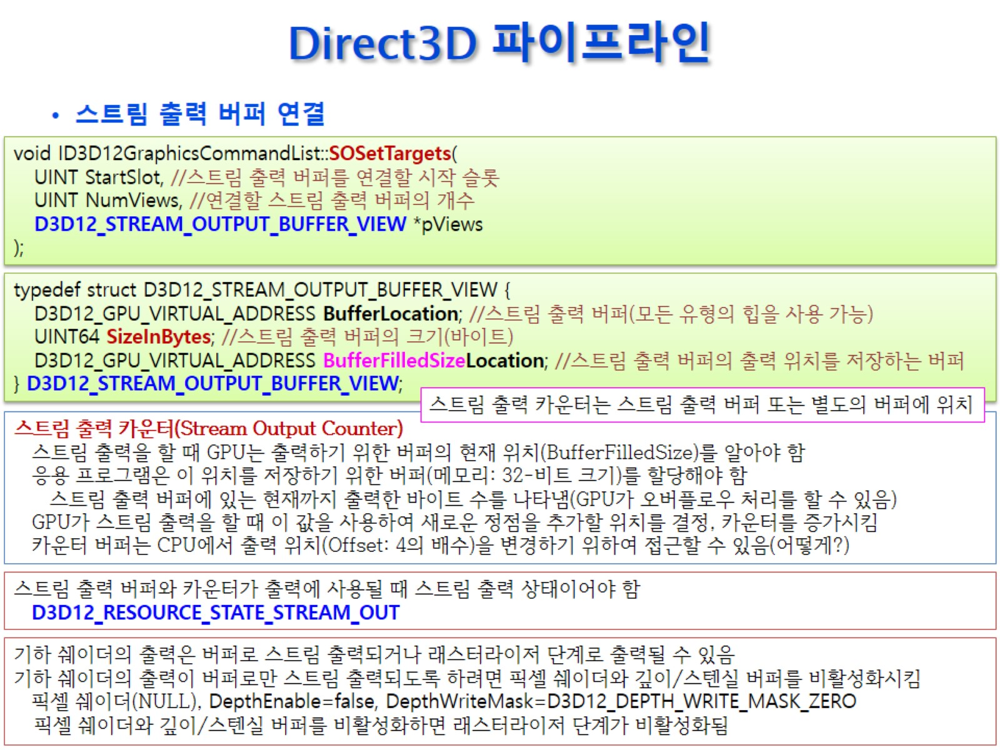 Direct3D 파이프라인
• 스트림 출력 버퍼 연결
void ID3D12GraphicsCommandList::SOSetTargets(
UINT StartSlot, //스트림 출력 버퍼를 연결할 시작 슬롯
UINT NumViews, //연결할 스트림 출력 버퍼의 개수
D3D12_STREAM_OUTPUT_BUFFER_VIEW *pViews
);
typedef struct D3D12_STREAM_OUTPUT_BUFFER_VIEW {
D3D12_GPU_VIRTUAL_ADDRESS BufferLocation; //스트림 출력 버퍼(모든 유형의 힙을 사용 가능)
UINT64 SizeInBytes; //스트림 출력 버퍼의 크기(바이트)
D3D12_GPU_VIRTUAL_ADDRESS BufferFilledSizeLocation; //스트림 출력 버퍼의 출력 위치를 저장하는 버퍼
} D3D12_STREAM_OUTPUT_BUFFER_VIEW;
스트림 출력 카운터는 스트림 출력 버퍼 또는 별도의 버퍼에 위치
스트림 출력 카운터(Stream Output Counter)
스트림 출력을 할 때 GPU는 출력하기 위한 버퍼의 현재 위치(BufferFilledSize)를 알아야 함
응용 프로그램은 이 위치를 저장하기 위한 버퍼(메모리: 32-비트 크기)를 할당해야 함
스트림 출력 버퍼에 있는 현재까지 출력한 바이트 수를 나타냄(GPU가 오버플로우 처리를 할 수 있음)
GPU가 스트림 출력을 할 때 이 값을 사용하여 새로운 정점을 추가할 위치를 결정, 카운터를 증가시킴
카운터 버퍼는 CPU에서 출력 위치(Offset: 4의 배수)을 변경하기 위하여 접근할 수 있음(어떻게?)
스트림 출력 버퍼와 카운터가 출력에 사용될 때 스트림 출력 상태이어야 함
D3D12_RESOURCE_STATE_STREAM_OUT
기하 쉐이더의 출력은 버퍼로 스트림 출력되거나 래스터라이저 단계로 출력될 수 있음
기하 쉐이더의 출력이 버퍼로만 스트림 출력되도록 하려면 픽셀 쉐이더와 깊이/스텐실 버퍼를 비활성화시킴
픽셀 쉐이더(NULL), DepthEnable=false, DepthWriteMask=D3D12_DEPTH_WRITE_MASK_ZERO
픽셀 쉐이더와 깊이/스텐실 버퍼를 비활성화하면 래스터라이저 단계가 비활성화됨